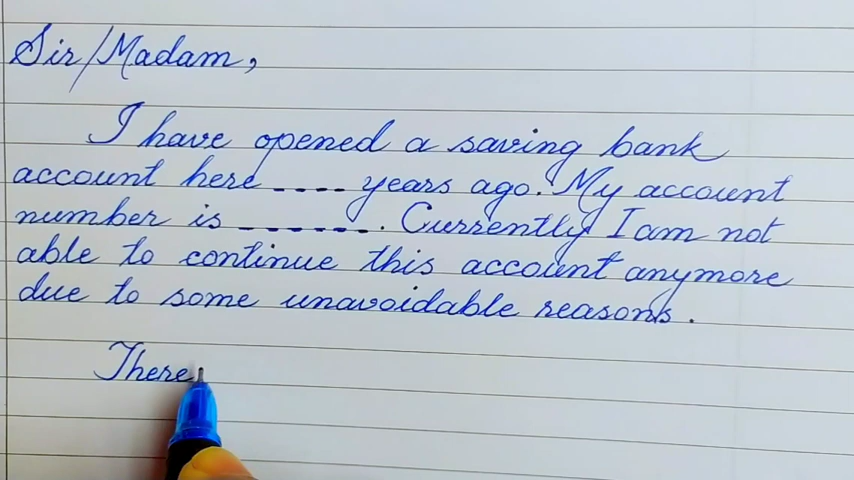 Sir/Madam,
I have opened a saving bank
account here ---- years ago. My account
number is -------. Currently I am not
able to continue this account anymore
due to some unavoidable reasons.
There